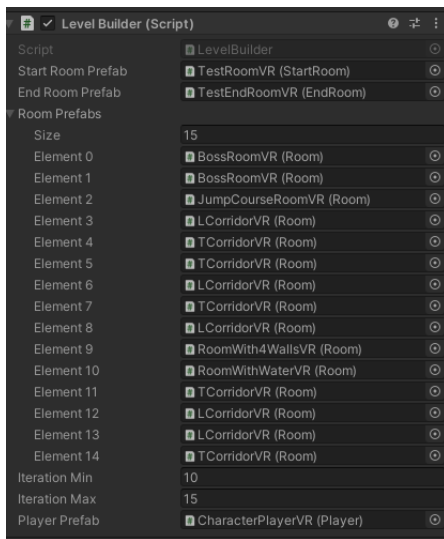 Level Builder (Script)
Script LevelBuilder
Start Room Prefab TestRoomVR (StartRoom)
End Room Prefab TestEndRoomVR (EndRoom)
Room Prefabs
Size 15
Element 0 BossRoomVR (Room)
Element 1 BossRoomVR (Room)
Element 2 JumpCourseRoomVR (Room)
Element 3 LCorridorVR (Room)
Element 4 TCorridorVR (Room)
Element 5 TCorridorVR (Room)
Element 6 LCorridorVR (Room)
Element 7 TCorridorVR (Room)
Element 8 LCorridorVR (Room)
Element 9 RoomWith4WallsVR (Room)
Element 10 RoomWithWaterVR (Room)
Element 11 TCorridorVR (Room)
Element 12 LCorridorVR (Room)
Element 13 LCorridorVR (Room)
Element 14 TCorridorVR (Room)
Iteration Min 10
Iteration Max 15
Player Prefab CharacterPlayerVR (Player)